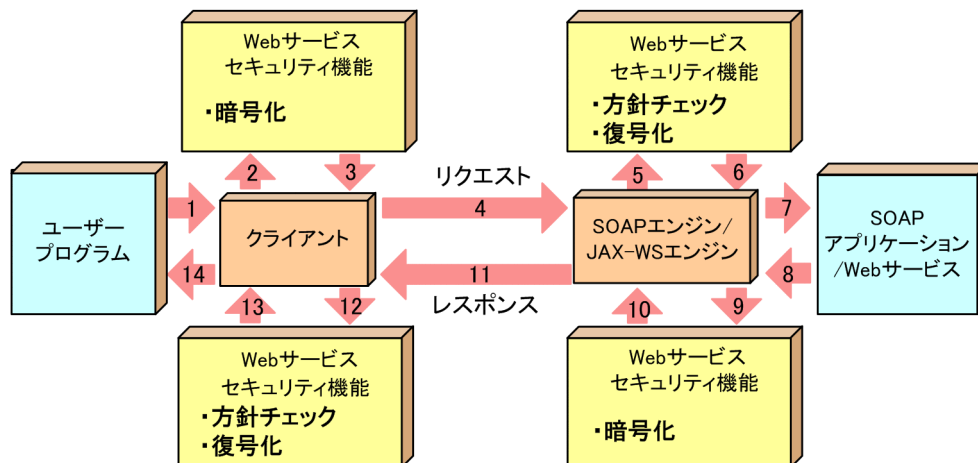 Webサービス
セキュリティ機能
・暗号化
Webサービス
セキュリティ機能
・方針チェック
・復号化
2
3
リクエスト
5
6
ユーザー
プログラム
1
クライアント
4
SOAPエンジン/
JAX-WSエンジン
7
SOAP
アプリケーション
/Webサービス
14
11
8
レスポンス
13
12
10
9
Webサービス
セキュリティ機能
・方針チェック
・復号化
Webサービス
セキュリティ機能
・暗号化